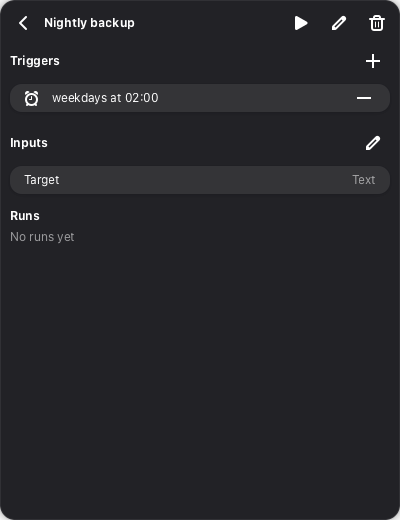 Nightly backup
Triggers
weekdays at 02:00
Inputs
Target Text
Runs
No runs yet